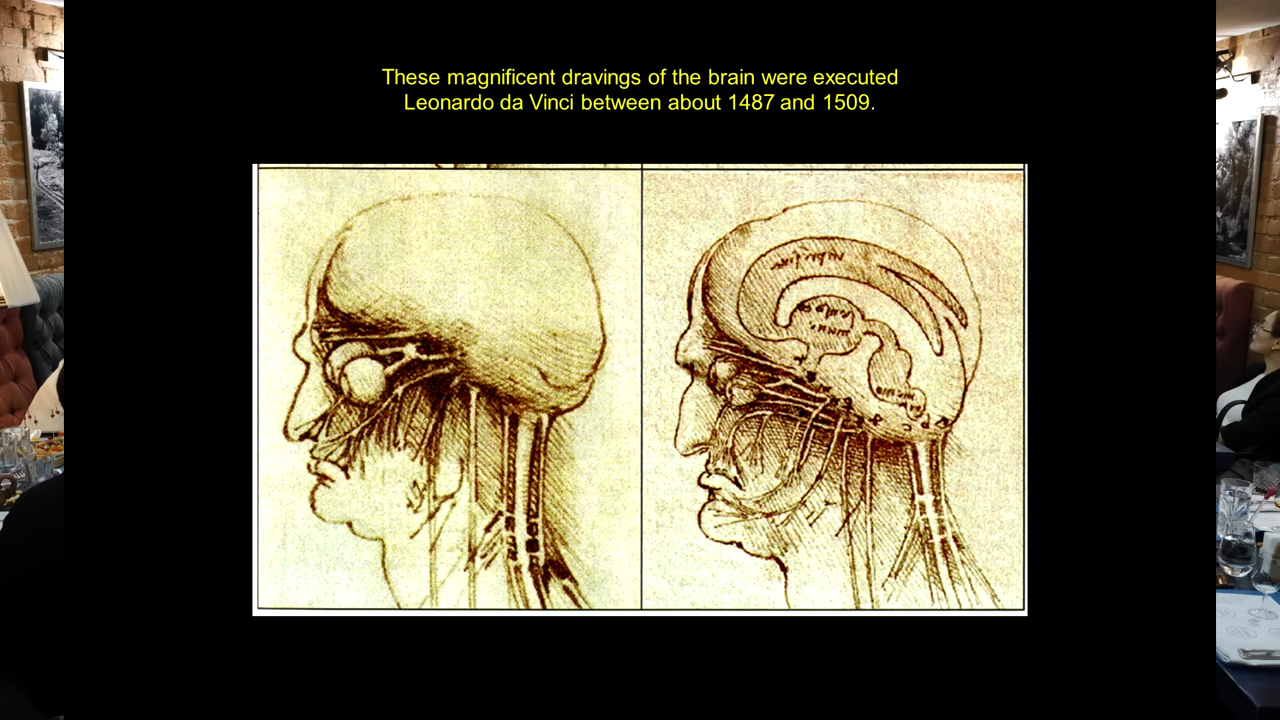 These magnificent dravings of the brain were executed
Leonardo da Vinci between about 1487 and 1509.